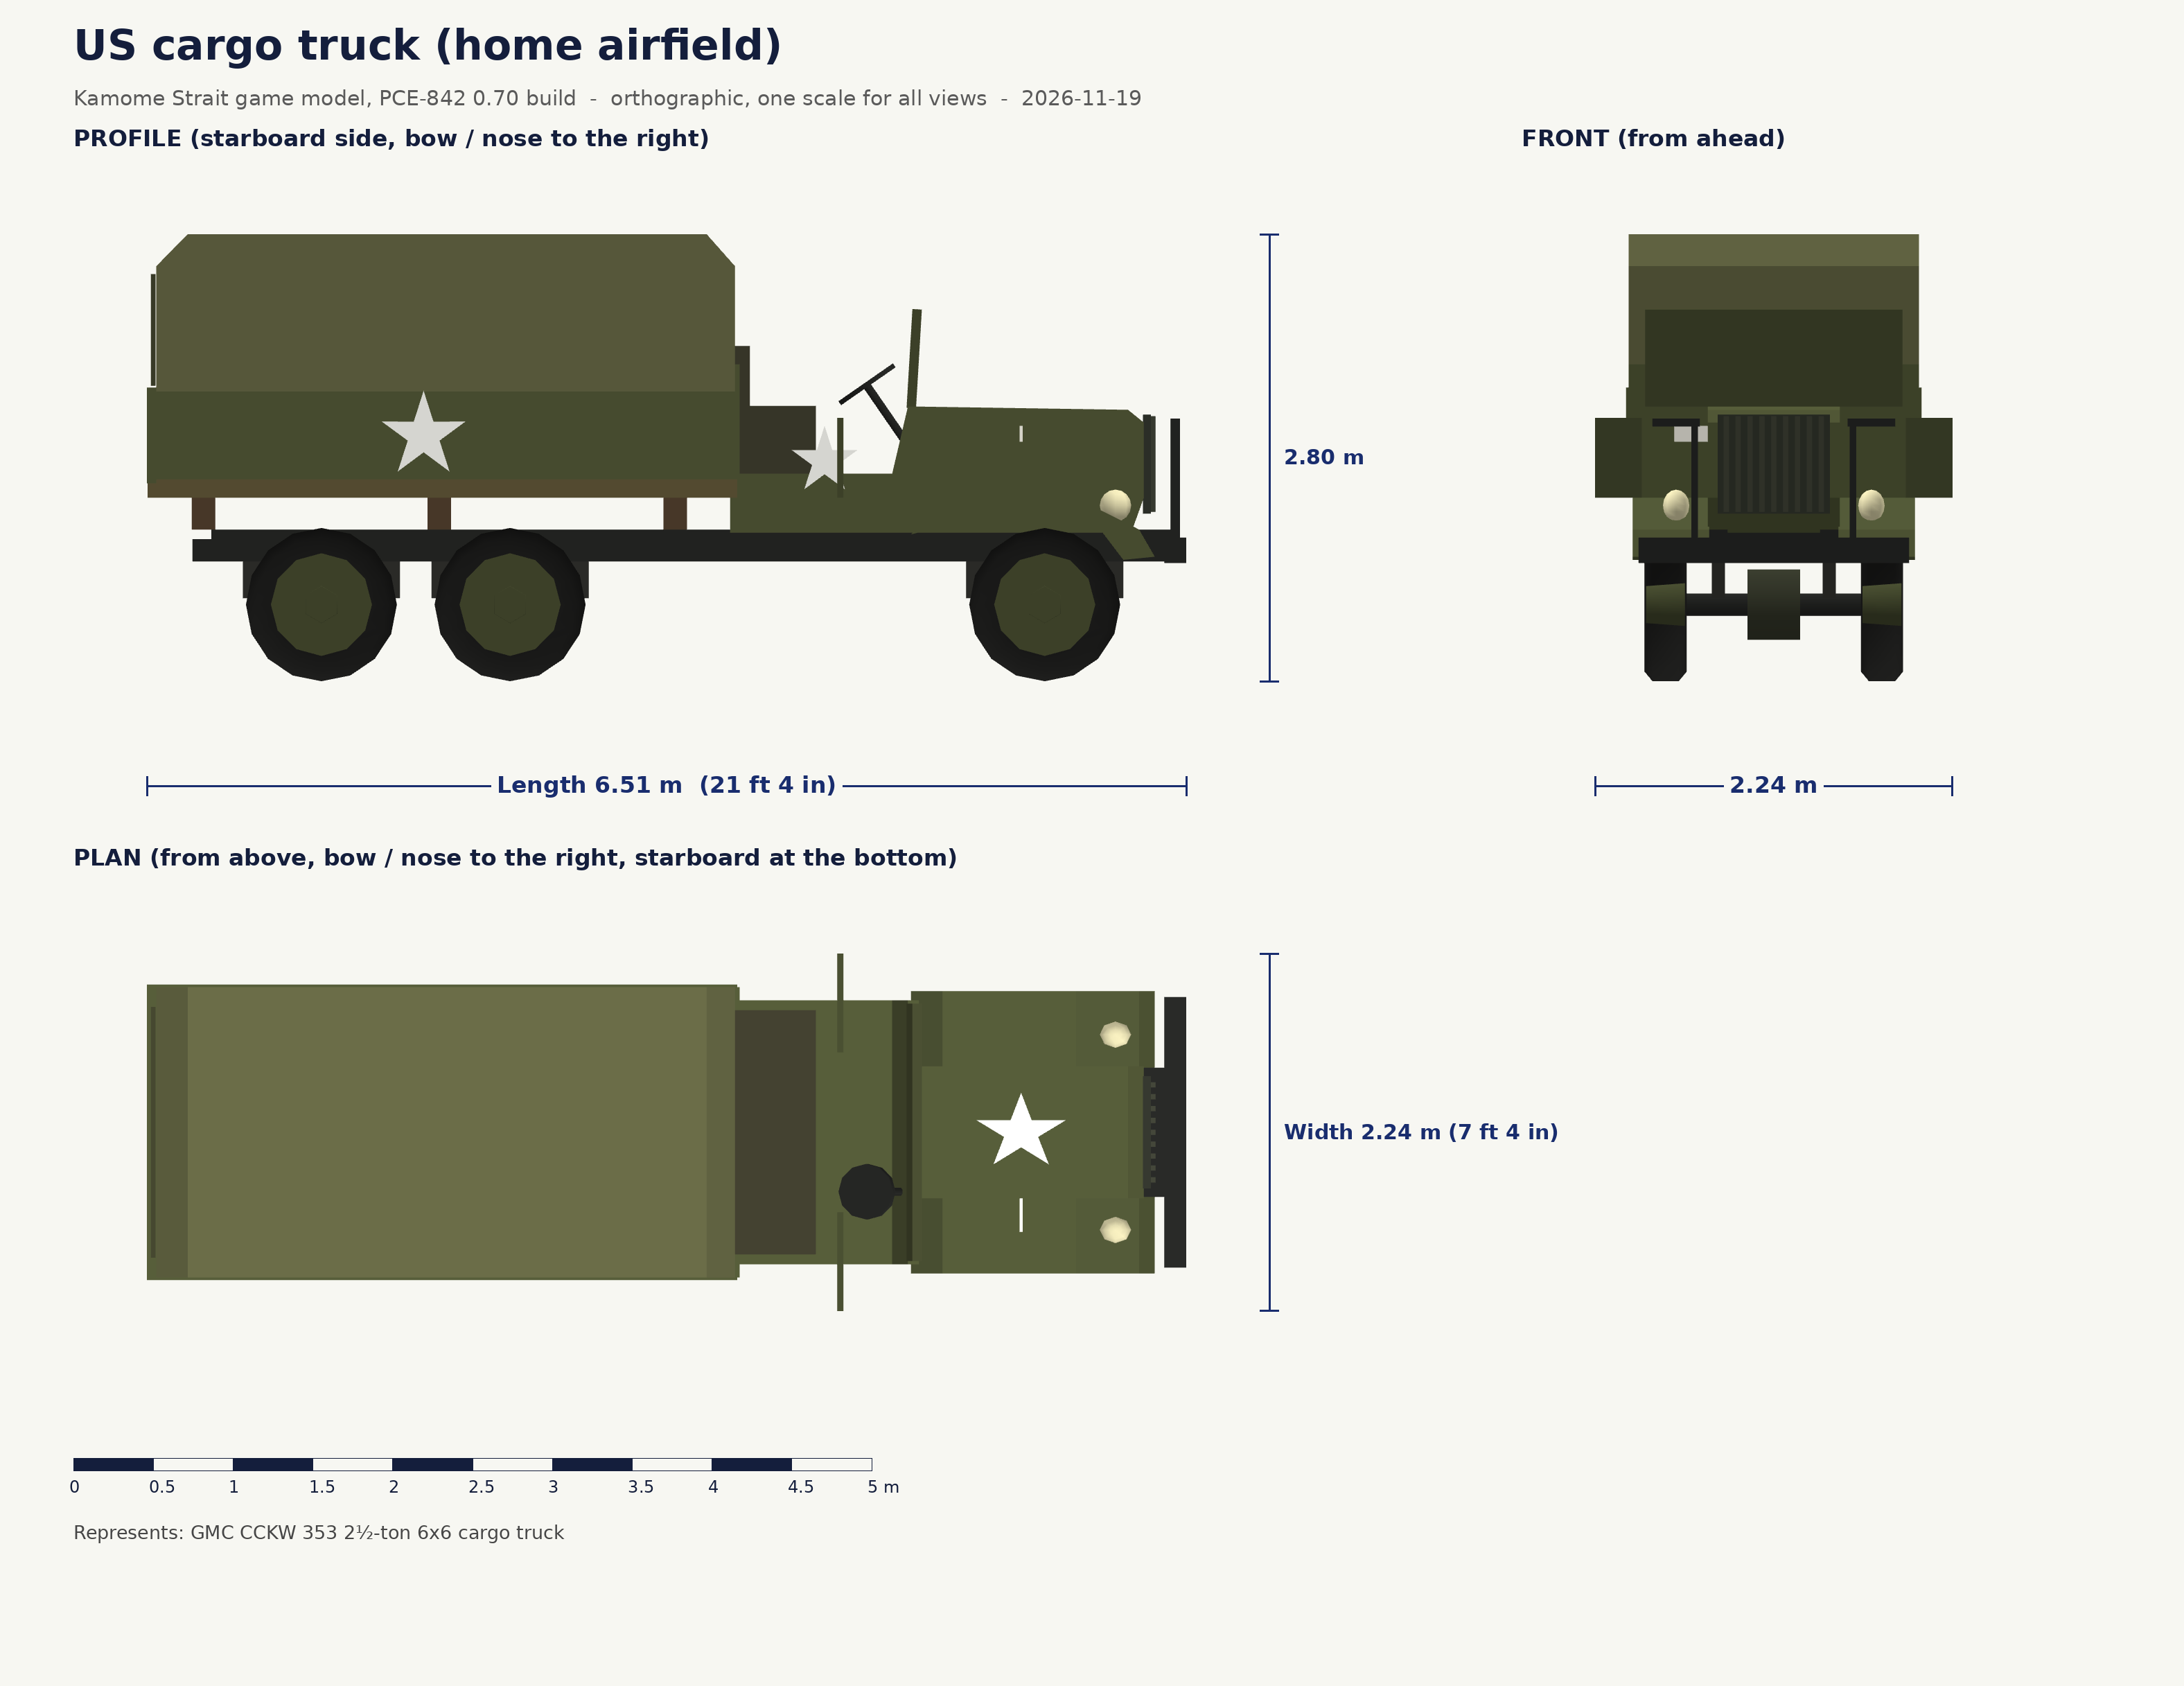 US cargo truck (home airfield)
Kamome Strait game model, PCE-842 0.70 build - orthographic, one scale for all views - 2026-11-19
PROFILE (starboard side, bow / nose to the right)
FRONT (from ahead)
2.80 m
Length 6.51 m (21 ft 4 in)
2.24 m
PLAN (from above, bow / nose to the right, starboard at the bottom)
Width 2.24 m (7 ft 4 in)
0 0.5 1 1.5 2 2.5 3 3.5 4 4.5 5 m
Represents: GMC CCKW 353 2½-ton 6x6 cargo truck